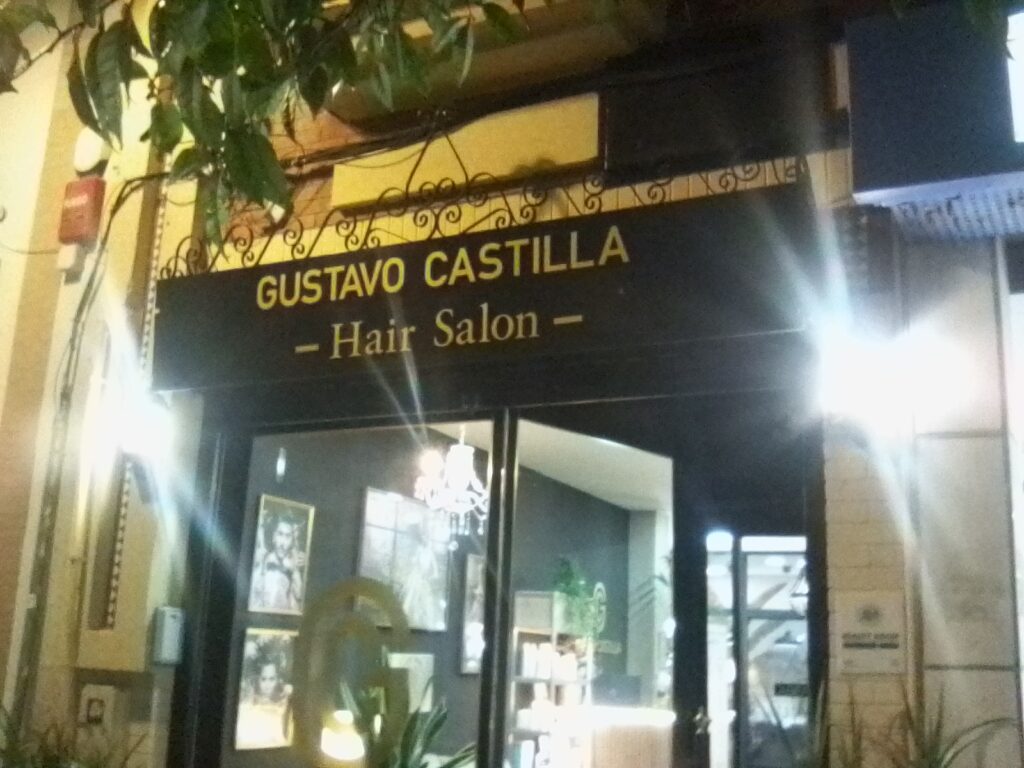 GUSTAVO CASTILLA
– Hair Salon –
G
G